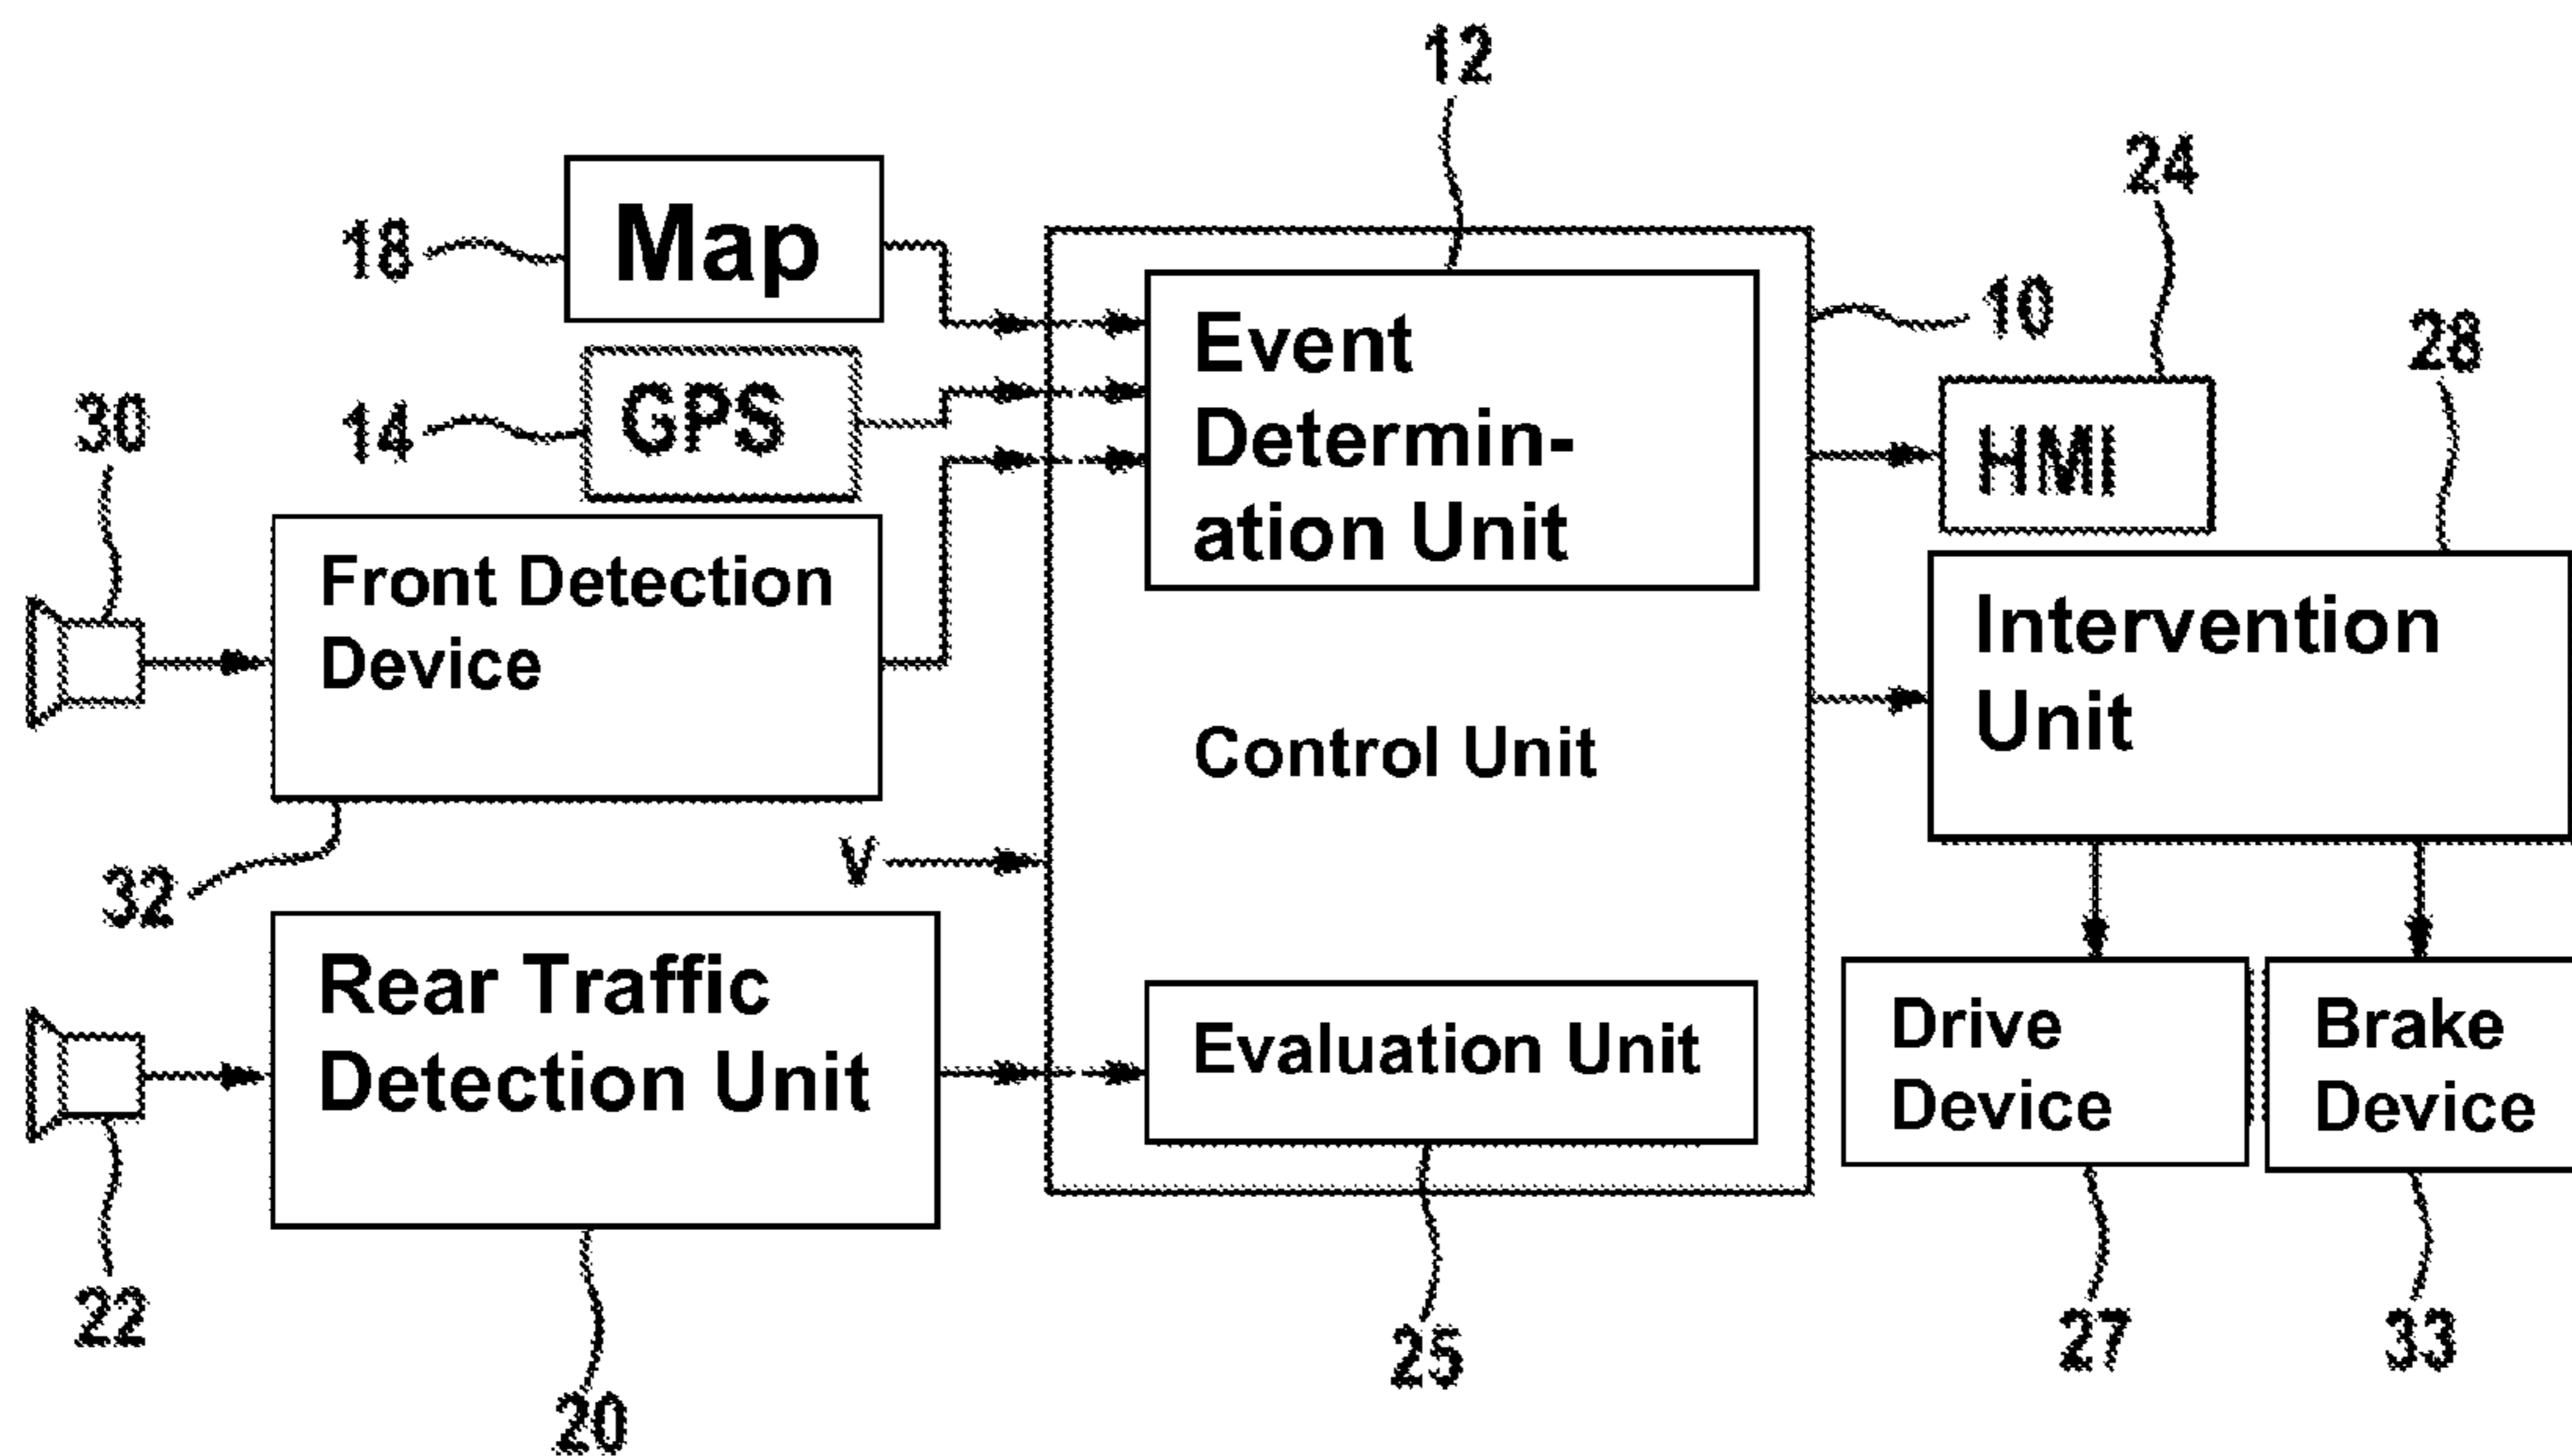 12
24
18
Map
10
Event
Determin-
ation Unit
28
30
14
GPS
HMI
Front Detection
Device
Intervention
Unit
Control Unit
V
32
Rear Traffic
Detection Unit
Evaluation Unit
Drive
Device
Brake
Device
22
25
27
33
20